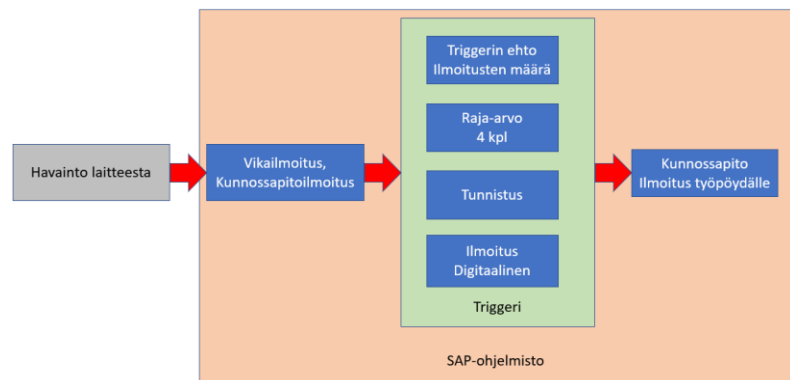 Havainto laitteesta
Vikailmoitus,
Kunnossapitoilmoitus
Triggerin ehto
Ilmoitusten määrä
Raja-arvo
4 kpl
Tunnistus
Ilmoitus
Digitaalinen
Triggeri
Kunnossapito
Ilmoitus työpöydälle
SAP-ohjelmisto